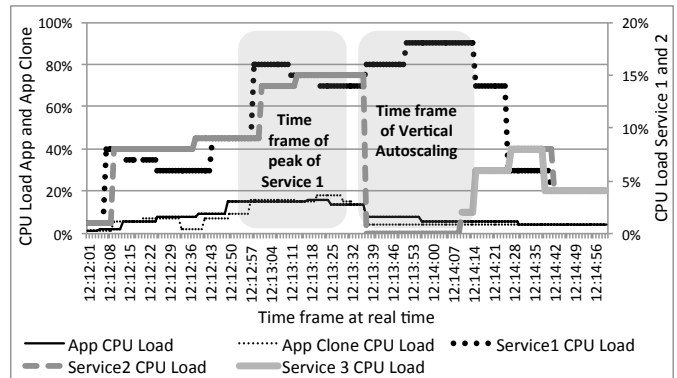 100%
80%
60%
40%
20%
0%
CPU Load App and App Clone
20%
15%
10%
5%
0%
CPU Load Service 1 and 2
Time
frame of
peak of
Service 1
Time frame
of Vertical
Autoscaling
12:12:01
12:12:08
12:12:15
12:12:22
12:12:29
12:12:36
12:12:43
12:12:50
12:12:57
12:13:04
12:13:11
12:13:18
12:13:25
12:13:32
12:13:39
12:13:46
12:13:53
12:14:00
12:14:07
12:14:14
12:14:21
12:14:28
12:14:35
12:14:42
12:14:49
12:14:56
Time frame at real time
App CPU Load
App Clone CPU Load
Service1 CPU Load
Service2 CPU Load
Service 3 CPU Load